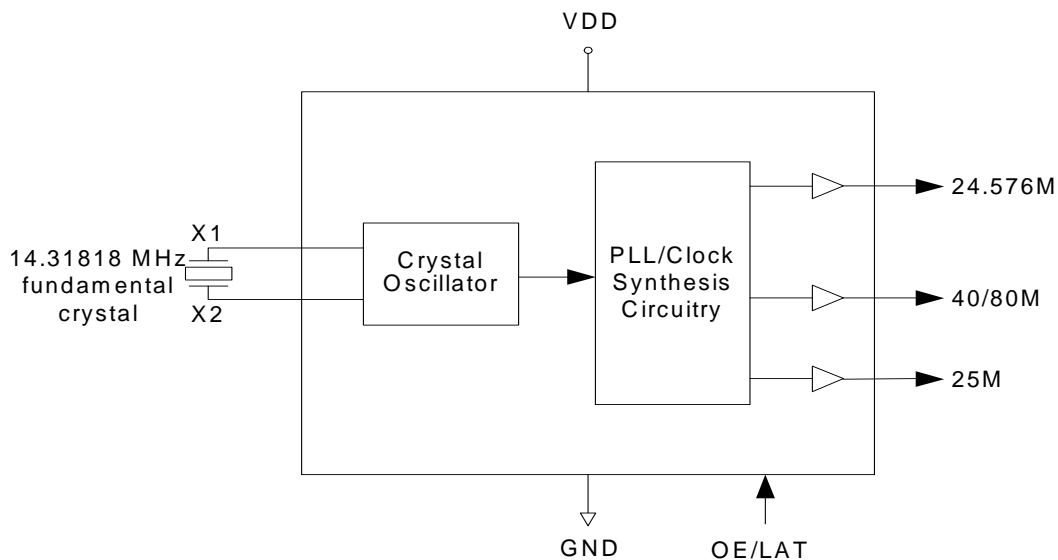 VDD
24.576M
X1
14.31818 MHz
fundamental
crystal
X2
Crystal
Oscillator
PLL/Clock
Synthesis
Circuitry
40/80M
25M
GND
OE/LAT